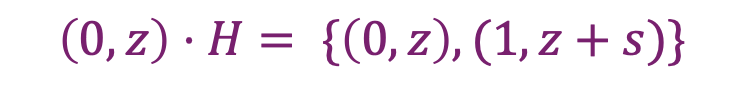 (0, z) · H = {(0, z), (1, z + s)}